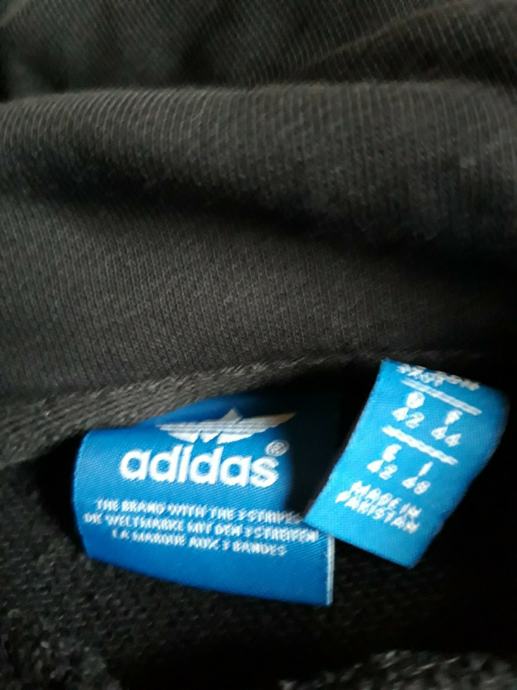 adidas®
THE BRAND WITH THE 3 STRIPES
DIE WELTMARKE MIT DEN 3 STREIFEN
LA MARQUE AUX 3 BANDES
D F
42 44
42 48
MADE IN
PAKISTAN